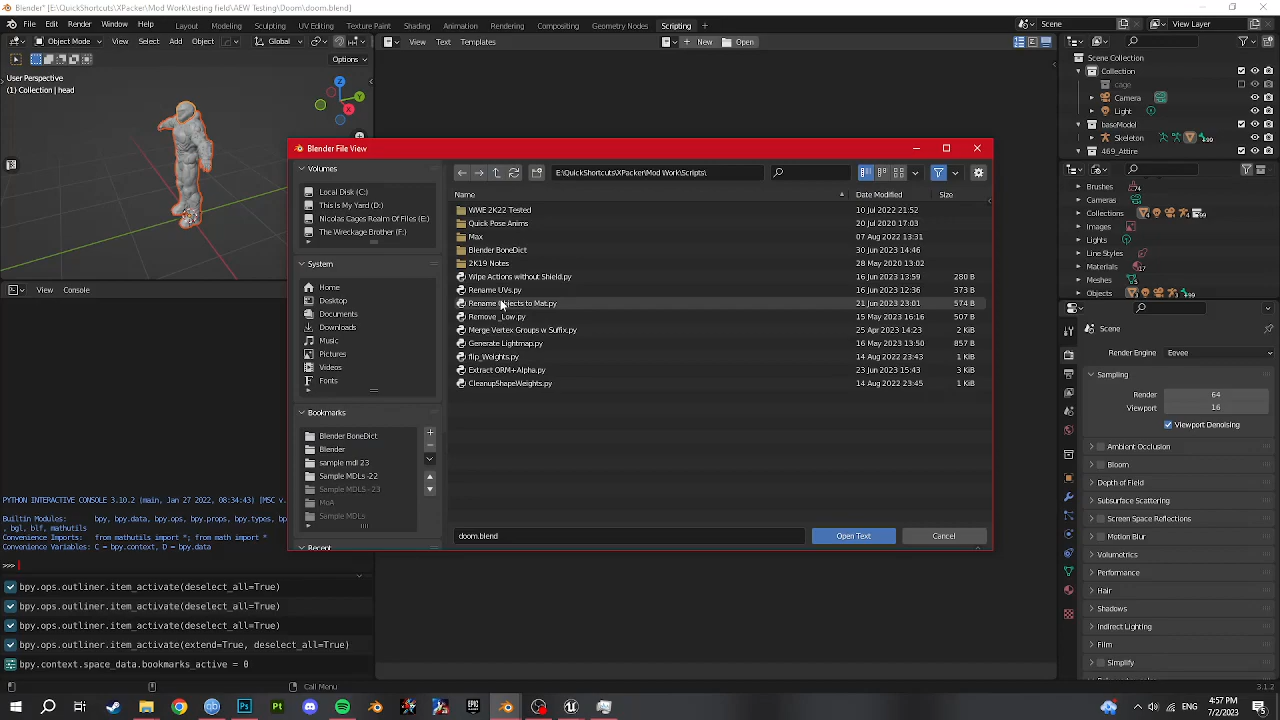 Blender* [E:\QuickShortcuts\XPacker\Mod Work\testing field\AEW Testing\Doom\doom.blend]
File Edit Render Window Help
Layout Modeling Sculpting UV Editing Texture Paint Shading Animation Rendering Compositing Geometry Nodes Scripting +
Scene
View Layer
Object Mode View Select Add Object Global
Options
User Perspective
(1) Collection | head
Z
Y
X
View Text Templates
New Open
Scene Collection
Collection
cage
Camera
Light
baseModel
Skeleton
469_Attire
Brushes
Cameras
Collections
Images
Lights
Line Styles
Materials
Meshes
Objects
Scene
Render Engine Eevee
Sampling
Render 64
Viewport 16
Viewport Denoising
Ambient Occlusion
Bloom
Depth of Field
Subsurface Scattering
Screen Space Reflections
Motion Blur
Volumetrics
Performance
Hair
Shadows
Indirect Lighting
Film
Simplify
View Console
PYTHON INTERACTIVE CONSOLE 3.10.2 (main, Jan 27 2022, 08:34:43) [MSC v.
Builtin Modules: bpy, bpy.data, bpy.ops, bpy.props, bpy.types, b
, bgl, blf, mathutils
Convenience Imports: from mathutils import *; from math import *
Convenience Variables: C = bpy.context, D = bpy.data
>>>
bpy.ops.outliner.item_activate(deselect_all=True)
bpy.ops.outliner.item_activate(deselect_all=True)
bpy.ops.outliner.item_activate(deselect_all=True)
bpy.ops.outliner.item_activate(extend=True, deselect_all=True)
bpy.context.space_data.bookmarks_active = 0
Call Menu
3.1.2
Blender File View
Volumes
Local Disk (C:)
This Is My Yard (D:)
Nicolas Cages Realm Of Files (E:)
The Wreckage Brother (F:)
System
Home
Desktop
Documents
Downloads
Music
Pictures
Videos
Fonts
Bookmarks
Blender BoneDict
Blender
sample mdl 23
Sample MDLs -22
Sample MDLS - 23
MoA
Sample MDLs
Recent
E:\QuickShortcuts\XPacker\Mod Work\Scripts\
Name Date Modified Size
WWE 2K22 Tested 10 Jul 2022 21:52
Quick Pose Anims 20 Jul 2020 17:03
Max 07 Aug 2022 13:31
Blender BoneDict 30 Jun 2023 14:46
2K19 Notes 28 May 2020 13:02
Wipe Actions without Shield.py 16 Jun 2023 13:59 280 B
Rename UVs.py 16 Jun 2023 12:36 373 B
Rename Objects to Mat.py 21 Jun 2023 23:01 574 B
Remove _Low.py 15 May 2023 16:16 507 B
Merge Vertex Groups w Suffix.py 25 Apr 2023 14:23 2 KiB
Generate Lightmap.py 16 May 2023 13:50 857 B
flip_Weights.py 14 Aug 2022 23:43 1 KiB
Extract ORM+Alpha.py 23 Jun 2023 15:43 3 KiB
CleanupShapeWeights.py 14 Aug 2022 23:45 1 KiB
doom.blend Open Text Cancel
4:57 PM
7/2/2023